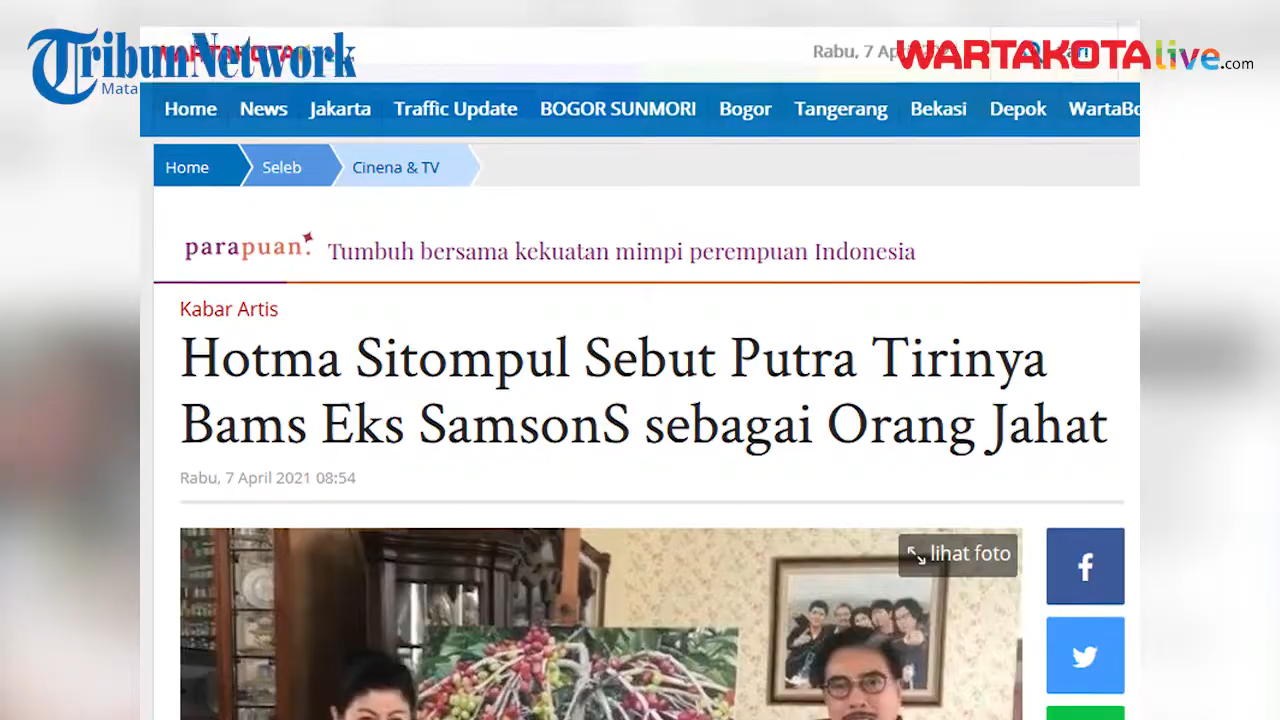 TribunNetwork
Mata
Rabu, 7 Ap
WARTAKOTAlive.com
Home News Jakarta Traffic Update BOGOR SUNMORI Bogor Tangerang Bekasi Depok WartaBo
Home Seleb Cinena & TV
parapuan. Tumbuh bersama kekuatan mimpi perempuan Indonesia
Kabar Artis
Hotma Sitompul Sebut Putra Tirinya
Bams Eks SamsonS sebagai Orang Jahat
Rabu, 7 April 2021 08:54
lihat foto